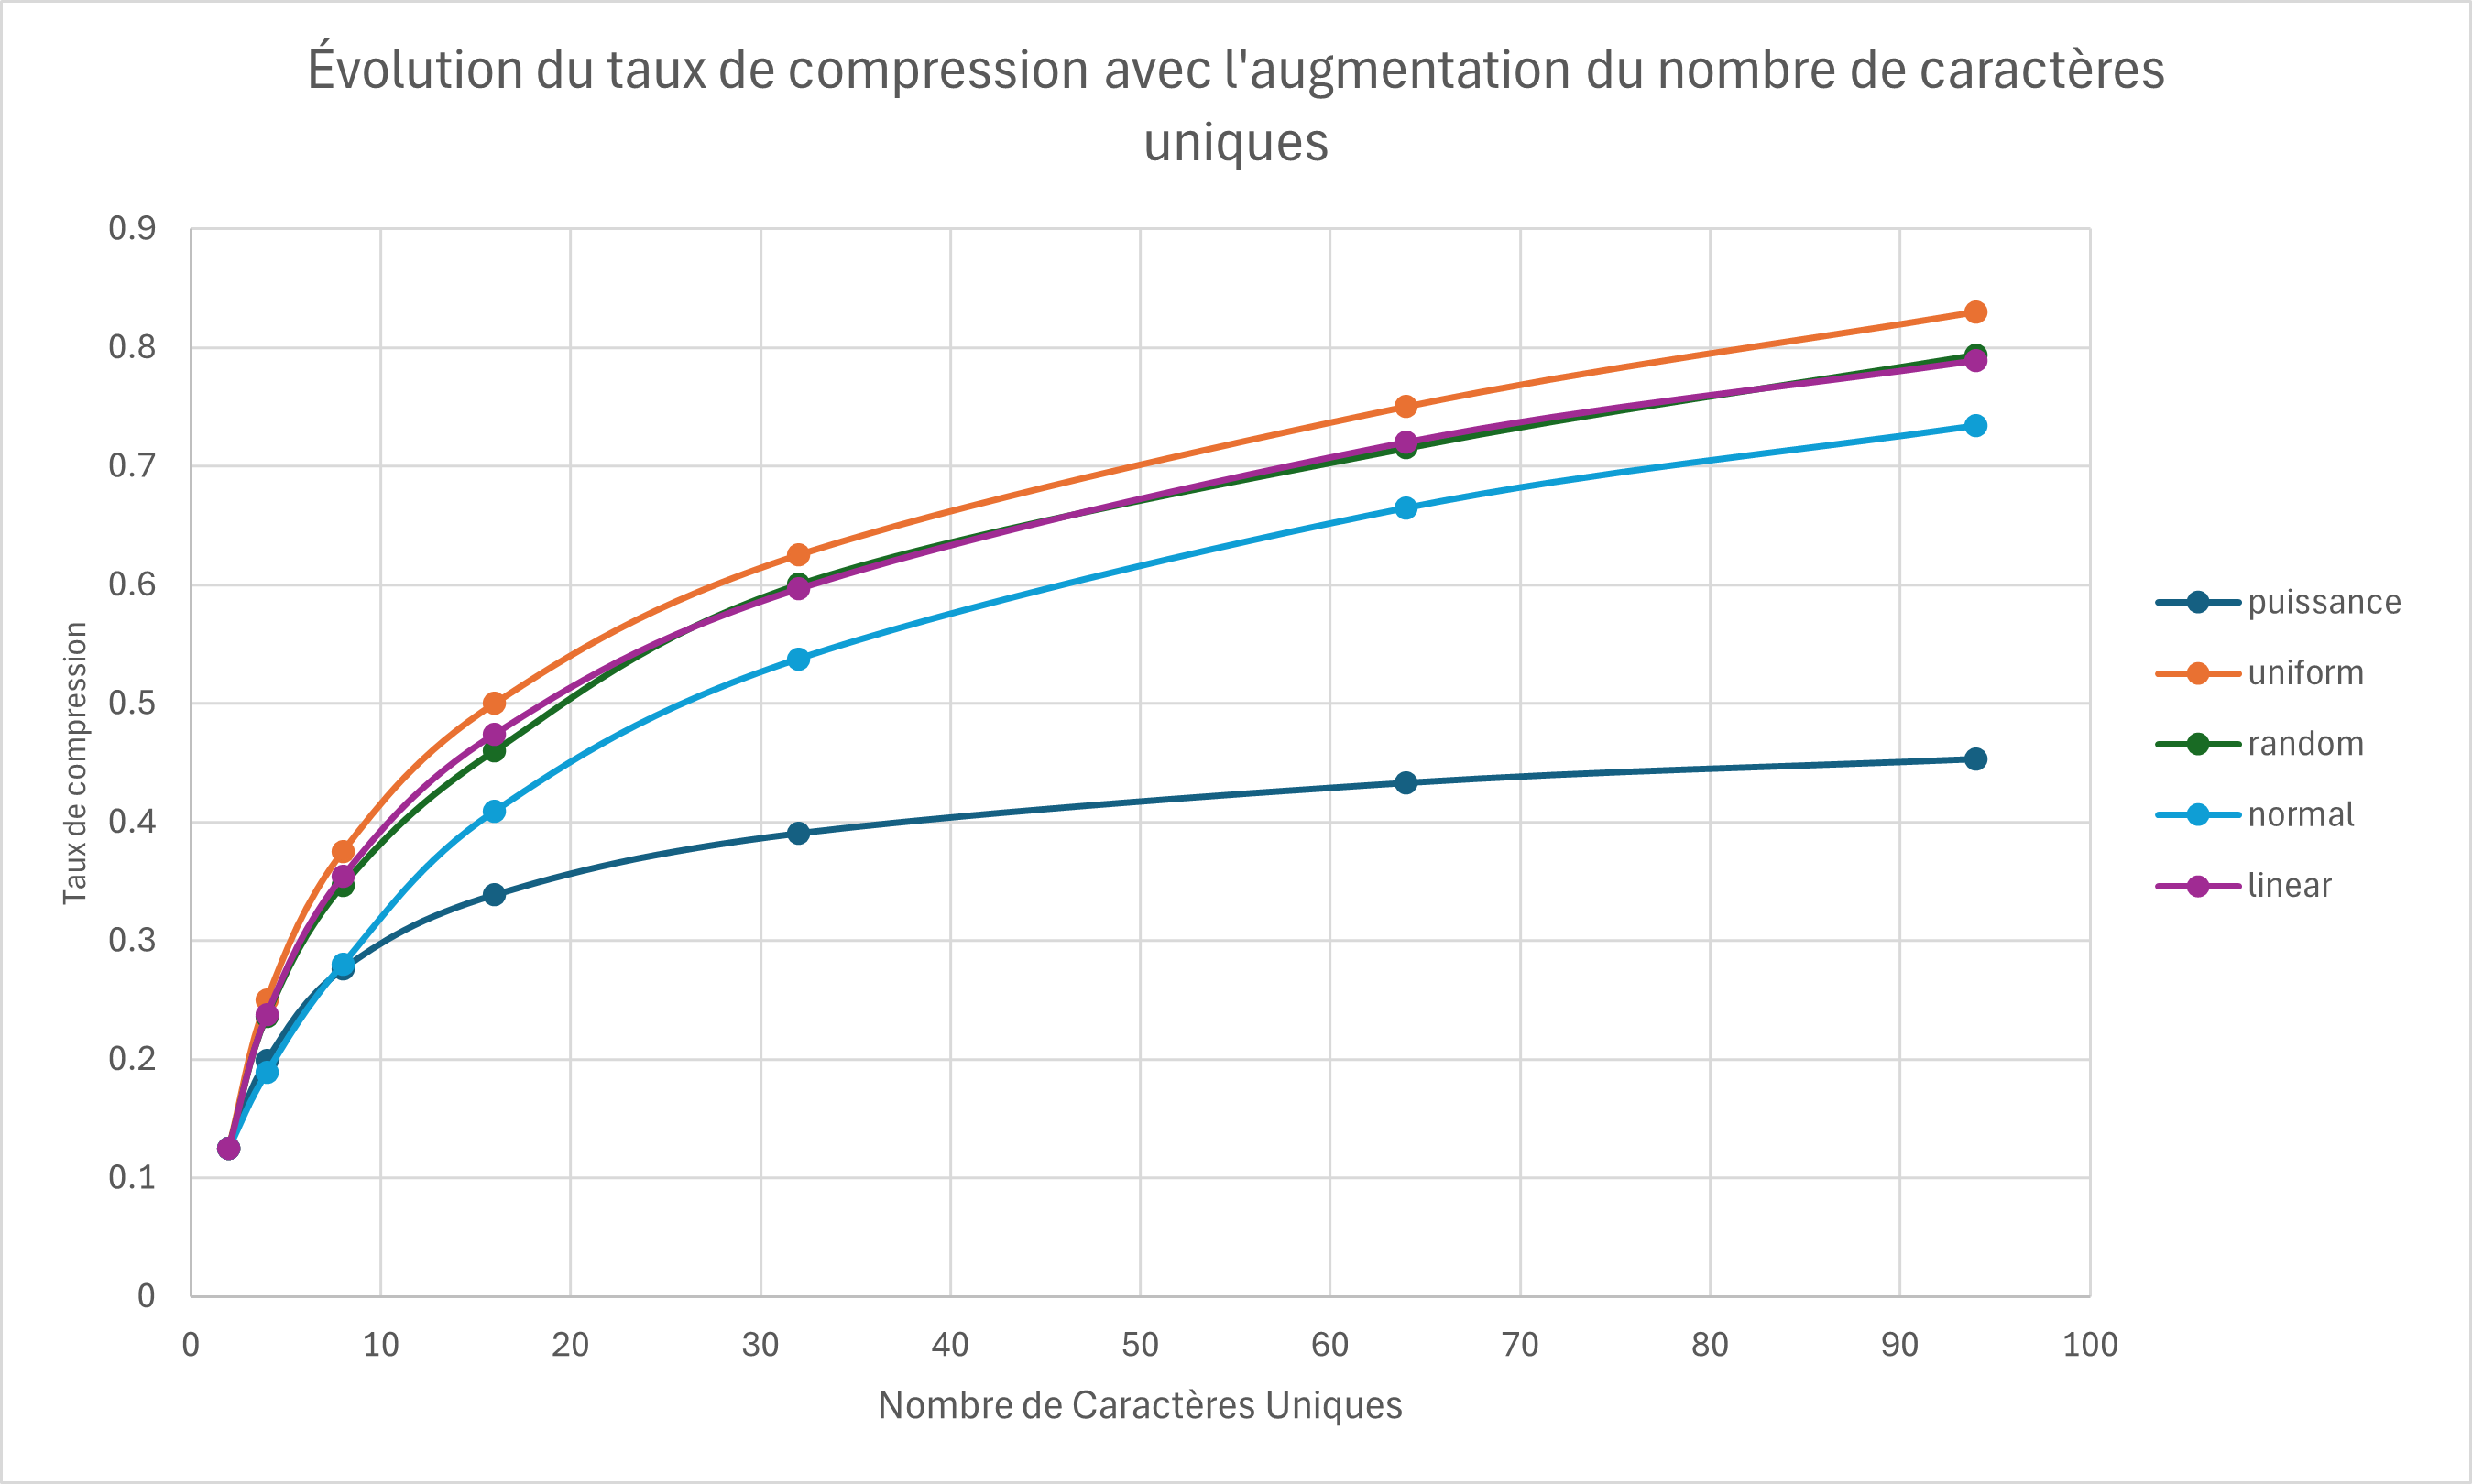 Évolution du taux de compression avec l'augmentation du nombre de caractères
uniques
0.9
0.8
0.7
0.6
0.5
0.4
0.3
0.2
0.1
0
Taux de compression
0 10 20 30 40 50 60 70 80 90 100
Nombre de Caractères Uniques
puissance
uniform
random
normal
linear